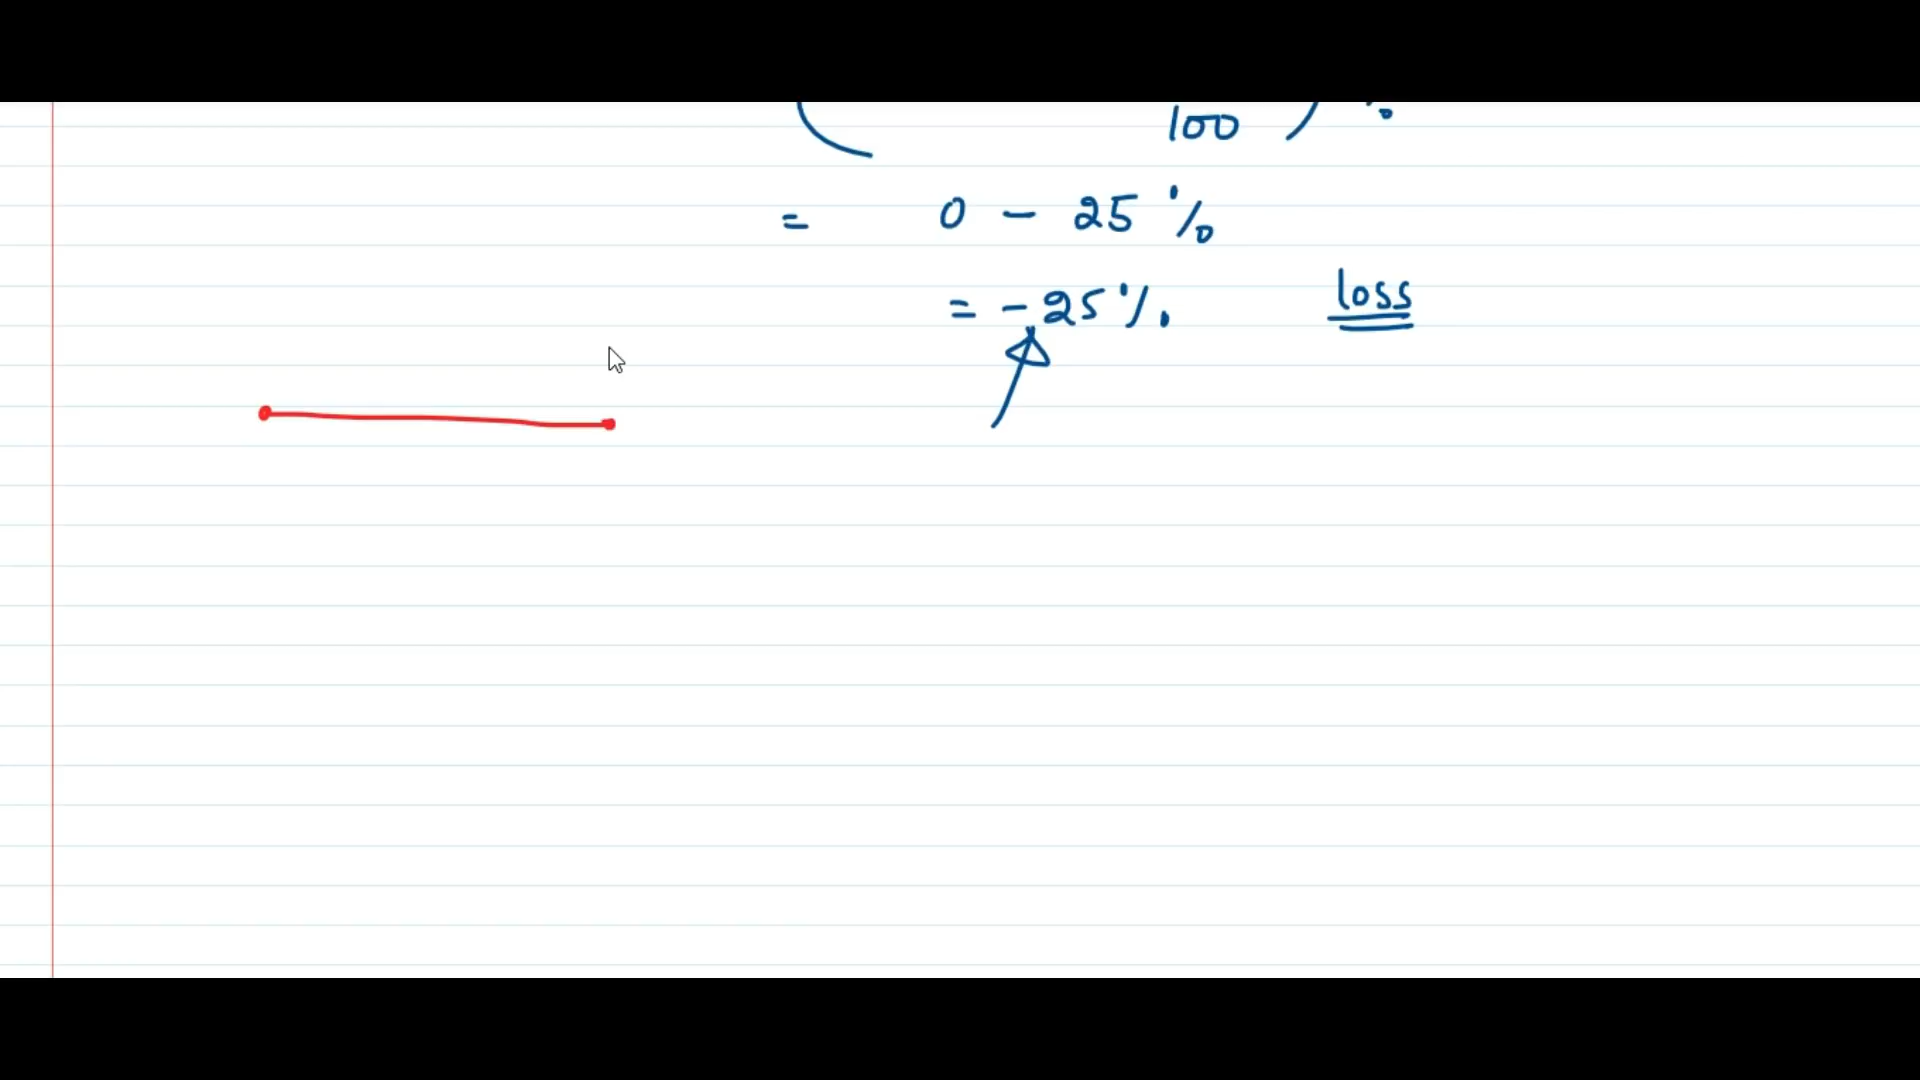 ( 100 ) %
= 0 - 25 %
= - 25 %. loss